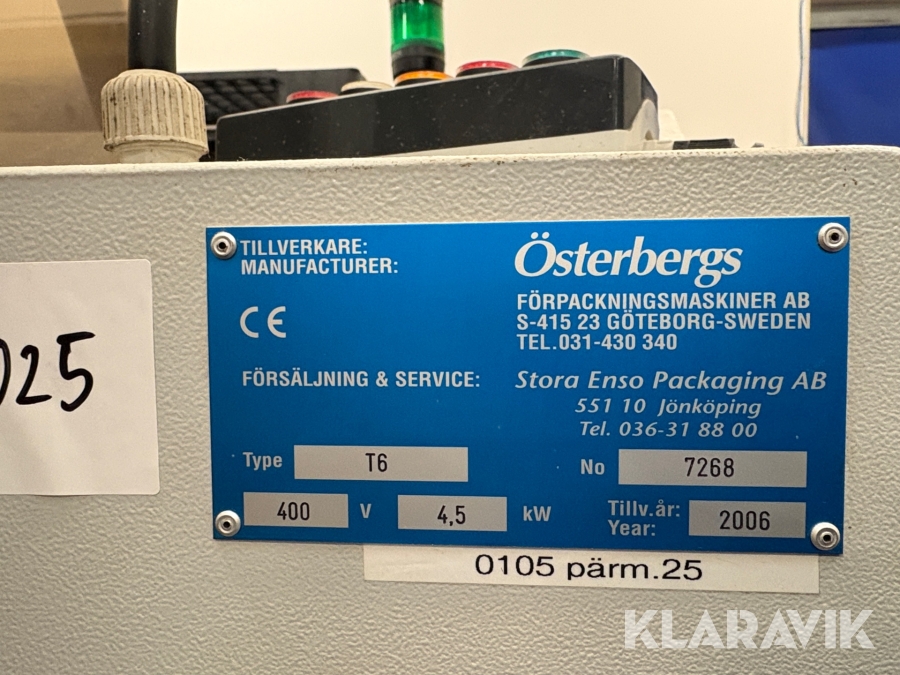 TILLVERKARE:
MANUFACTURER:
Österbergs
FÖRPACKNINGSMASKINER AB
S-415 23 GÖTEBORG-SWEDEN
TEL.031-430 340
CE
FÖRSÄLJNING & SERVICE:
Stora Enso Packaging AB
551 10 Jönköping
Tel. 036-31 88 00
Type T6 No 7268
400 V 4,5 kW Tillv.år: Year: 2006
0105 pärm.25
025
KLARAVIK